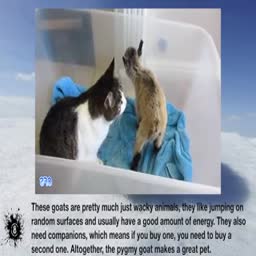 These goats are pretty much just wacky animals, they like jumping on
random surfaces and usually have a good amount of energy. They also
need companions, which means if you buy one, you need to buy a
second one. Altogether, the pygmy goat makes a great pet.